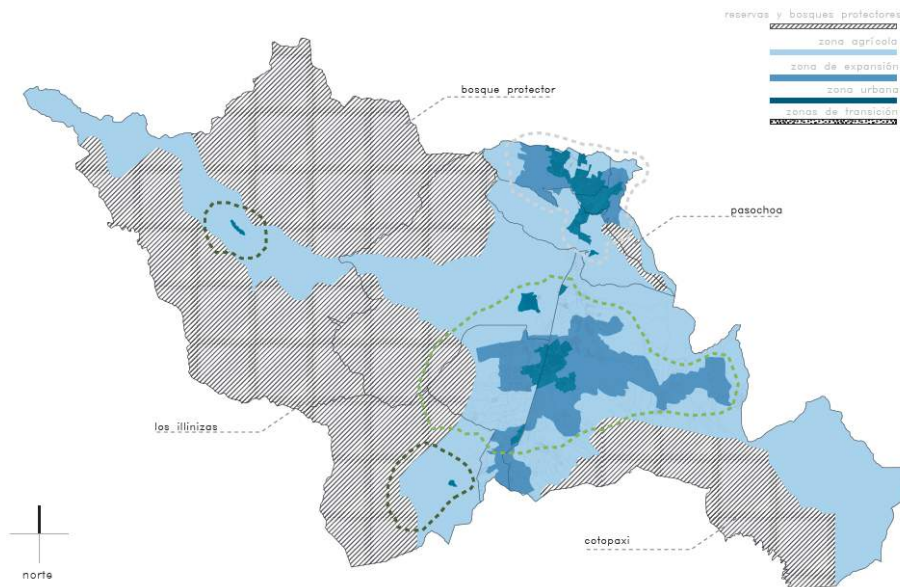 reservas y bosques protectores
zona agrícola
zona de expansión
zona urbana
zonas de transición
bosque protector
pasochoa
los illinizas
cotopaxi
norte